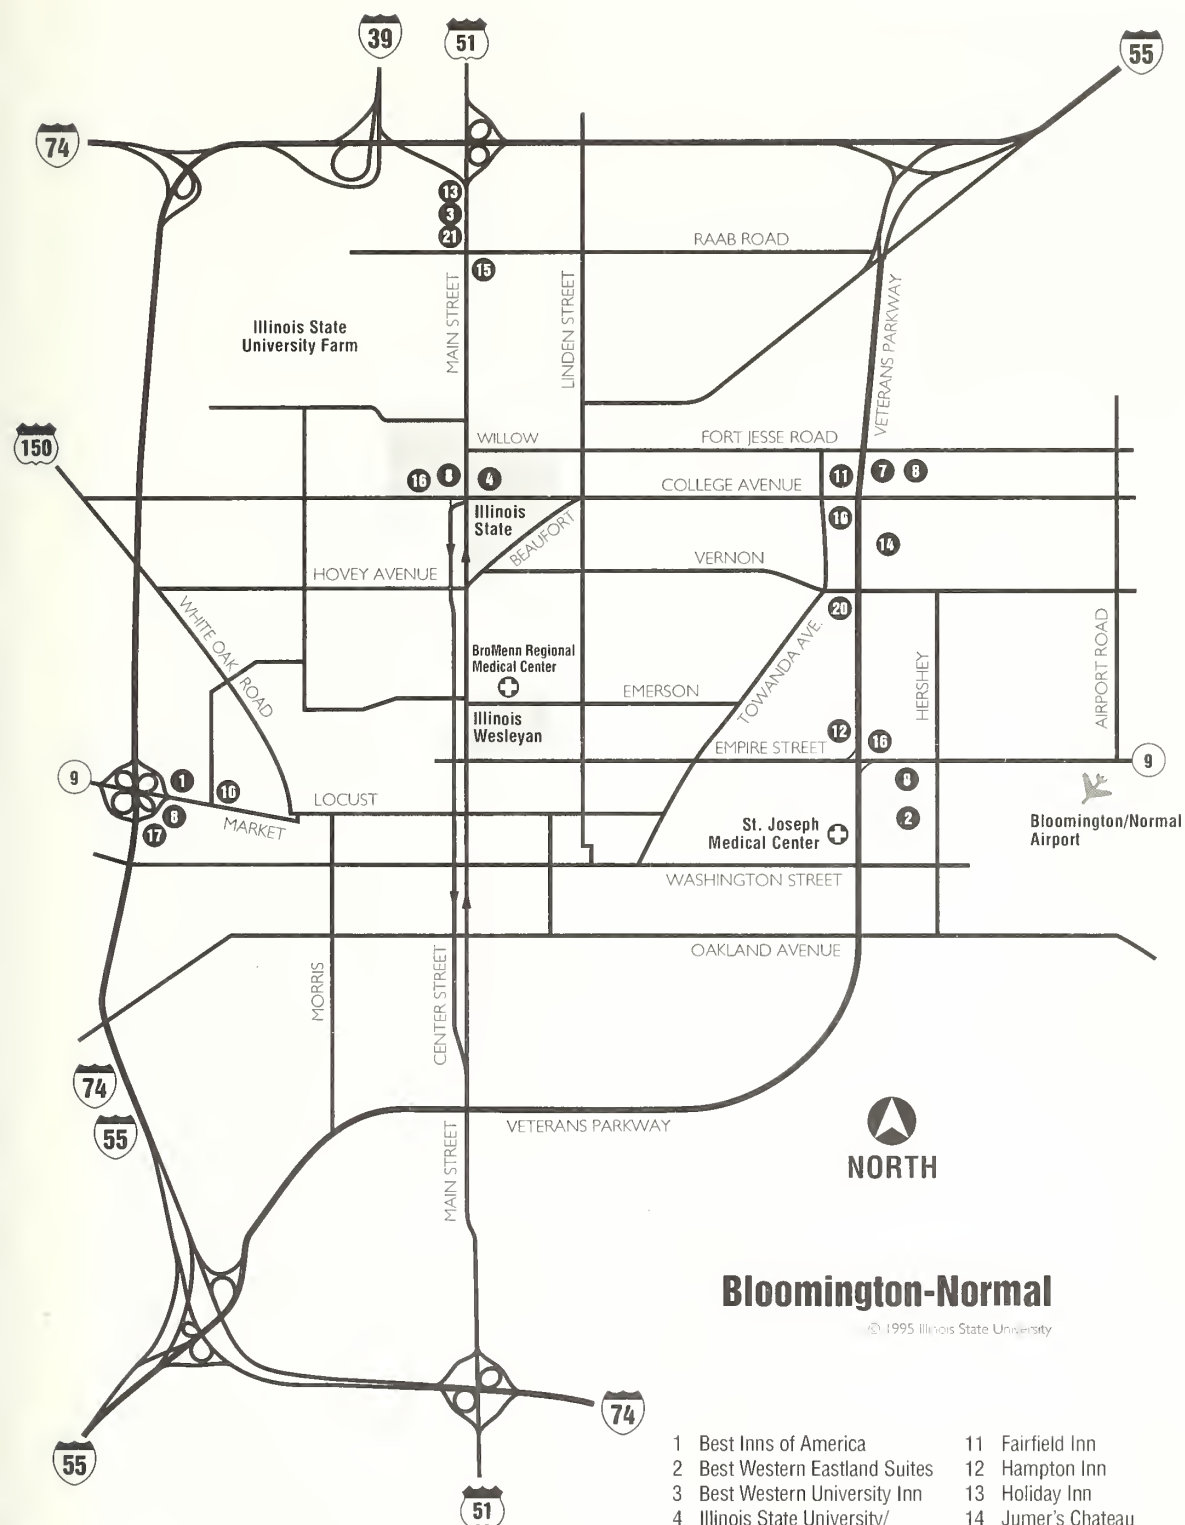 39
51
55
74
13
3
21
RAAB ROAD
15
MAIN STREET
LINDEN STREET
VETERANS PARKWAY
Illinois State
University Farm
150
WILLOW
FORT JESSE ROAD
16
4
11
7
8
COLLEGE AVENUE
Illinois
State
BEAUFORT
10
14
VERNON
HOVEY AVENUE
20
WHITE OAK ROAD
TOWANDA AVE.
HERSHEY
AIRPORT ROAD
BroMenn Regional
Medical Center
EMERSON
Illinois
Wesleyan
12
16
EMPIRE STREET
9
9
1
10
8
17
LOCUST
MARKET
2
St. Joseph
Medical Center
Bloomington/Normal
Airport
WASHINGTON STREET
OAKLAND AVENUE
MORRIS
CENTER STREET
74
55
VETERANS PARKWAY
MAIN STREET
NORTH
Bloomington-Normal
© 1995 Illinois State University
74
55
51
1 Best Inns of America
2 Best Western Eastland Suites
3 Best Western University Inn
4 Illinois State University/
11 Fairfield Inn
12 Hampton Inn
13 Holiday Inn
14 Jumer's Chateau